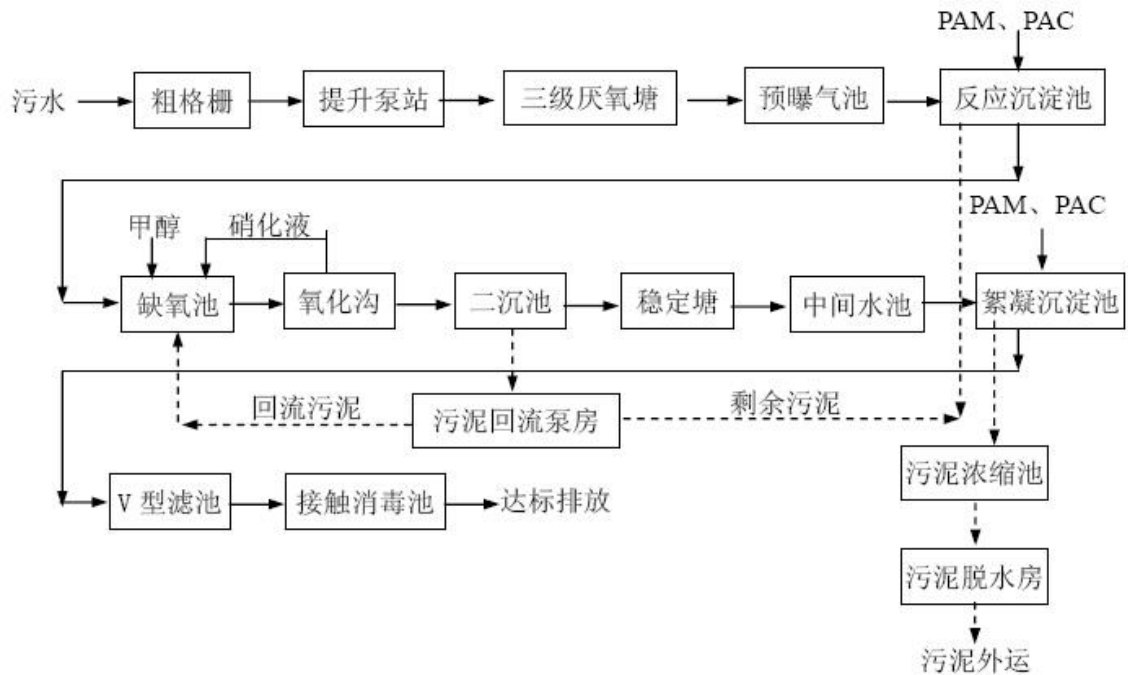 PAM、PAC
污水
粗格栅
提升泵站
三级厌氧塘
预曝气池
反应沉淀池
甲醇
硝化液
PAM、PAC
缺氧池
氧化沟
二沉池
稳定塘
中间水池
絮凝沉淀池
回流污泥
污泥回流泵房
剩余污泥
污泥浓缩池
V型滤池
接触消毒池
达标排放
污泥脱水房
污泥外运